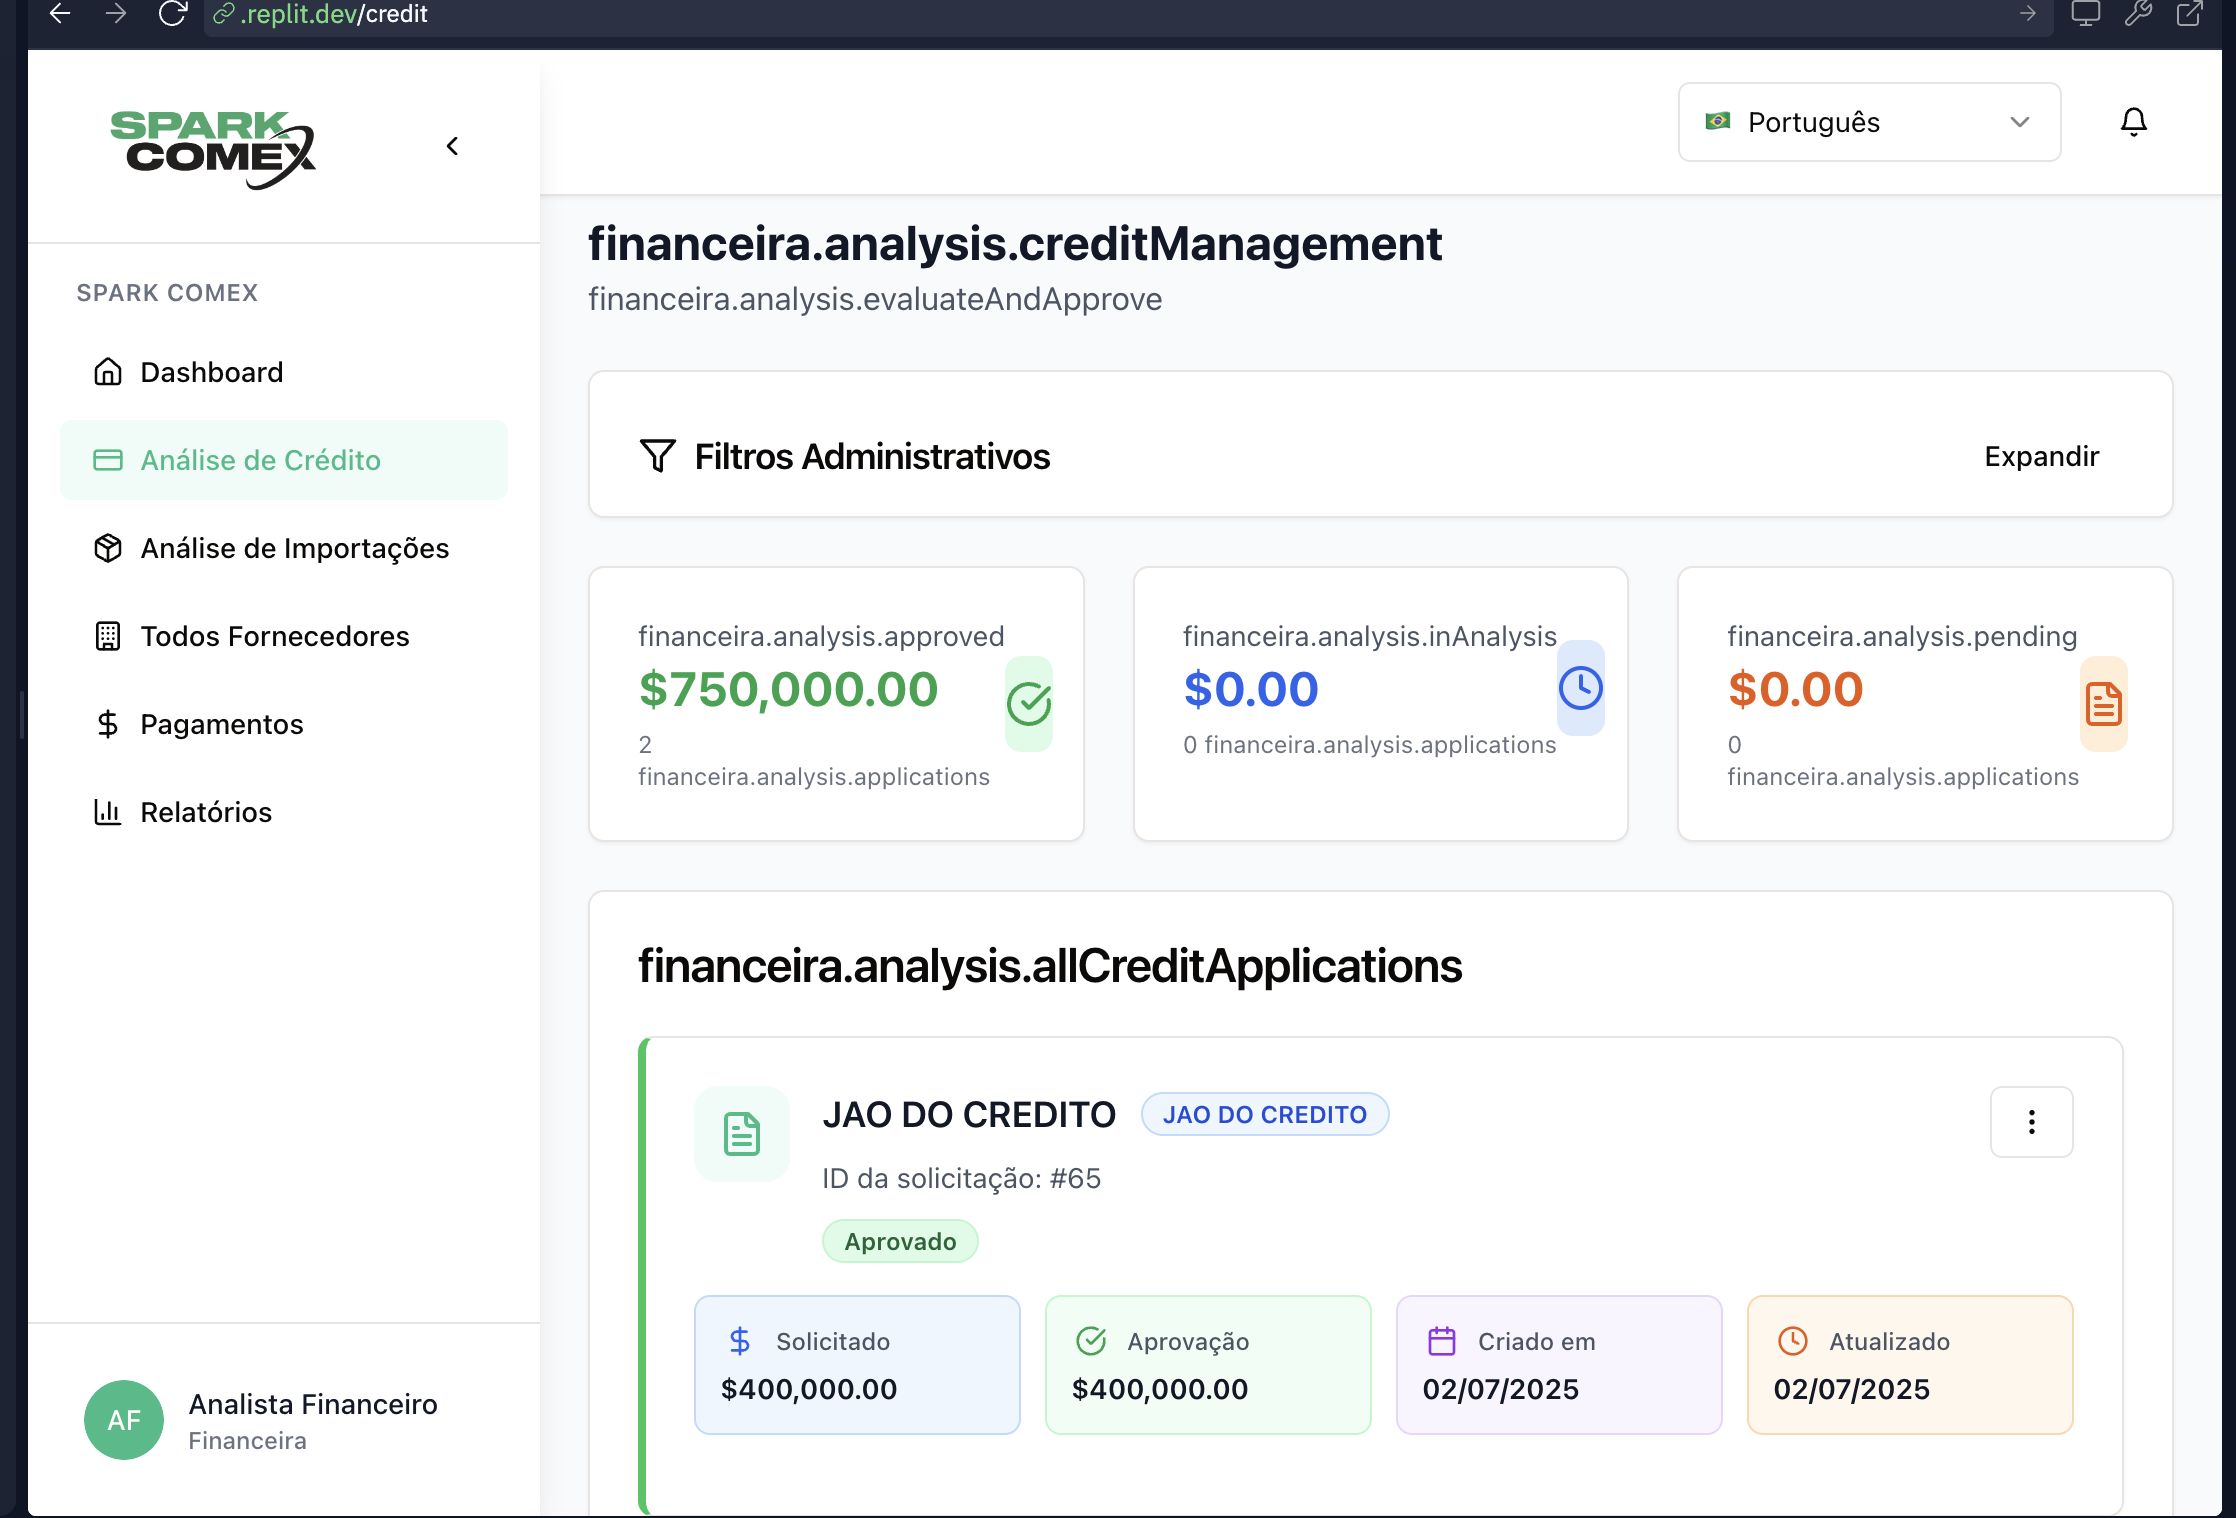 .replit.dev/credit
SPARK
COMEX
Português
SPARK COMEX
Dashboard
Análise de Crédito
Análise de Importações
Todos Fornecedores
Pagamentos
Relatórios
AF
Analista Financeiro
Financeira
financeira.analysis.creditManagement
financeira.analysis.evaluateAndApprove
Filtros Administrativos
Expandir
financeira.analysis.approved
$750,000.00
2
financeira.analysis.applications
financeira.analysis.inAnalysis
$0.00
0 financeira.analysis.applications
financeira.analysis.pending
$0.00
0
financeira.analysis.applications
financeira.analysis.allCreditApplications
JAO DO CREDITO
JAO DO CREDITO
ID da solicitação: #65
Aprovado
Solicitado
$400,000.00
Aprovação
$400,000.00
Criado em
02/07/2025
Atualizado
02/07/2025